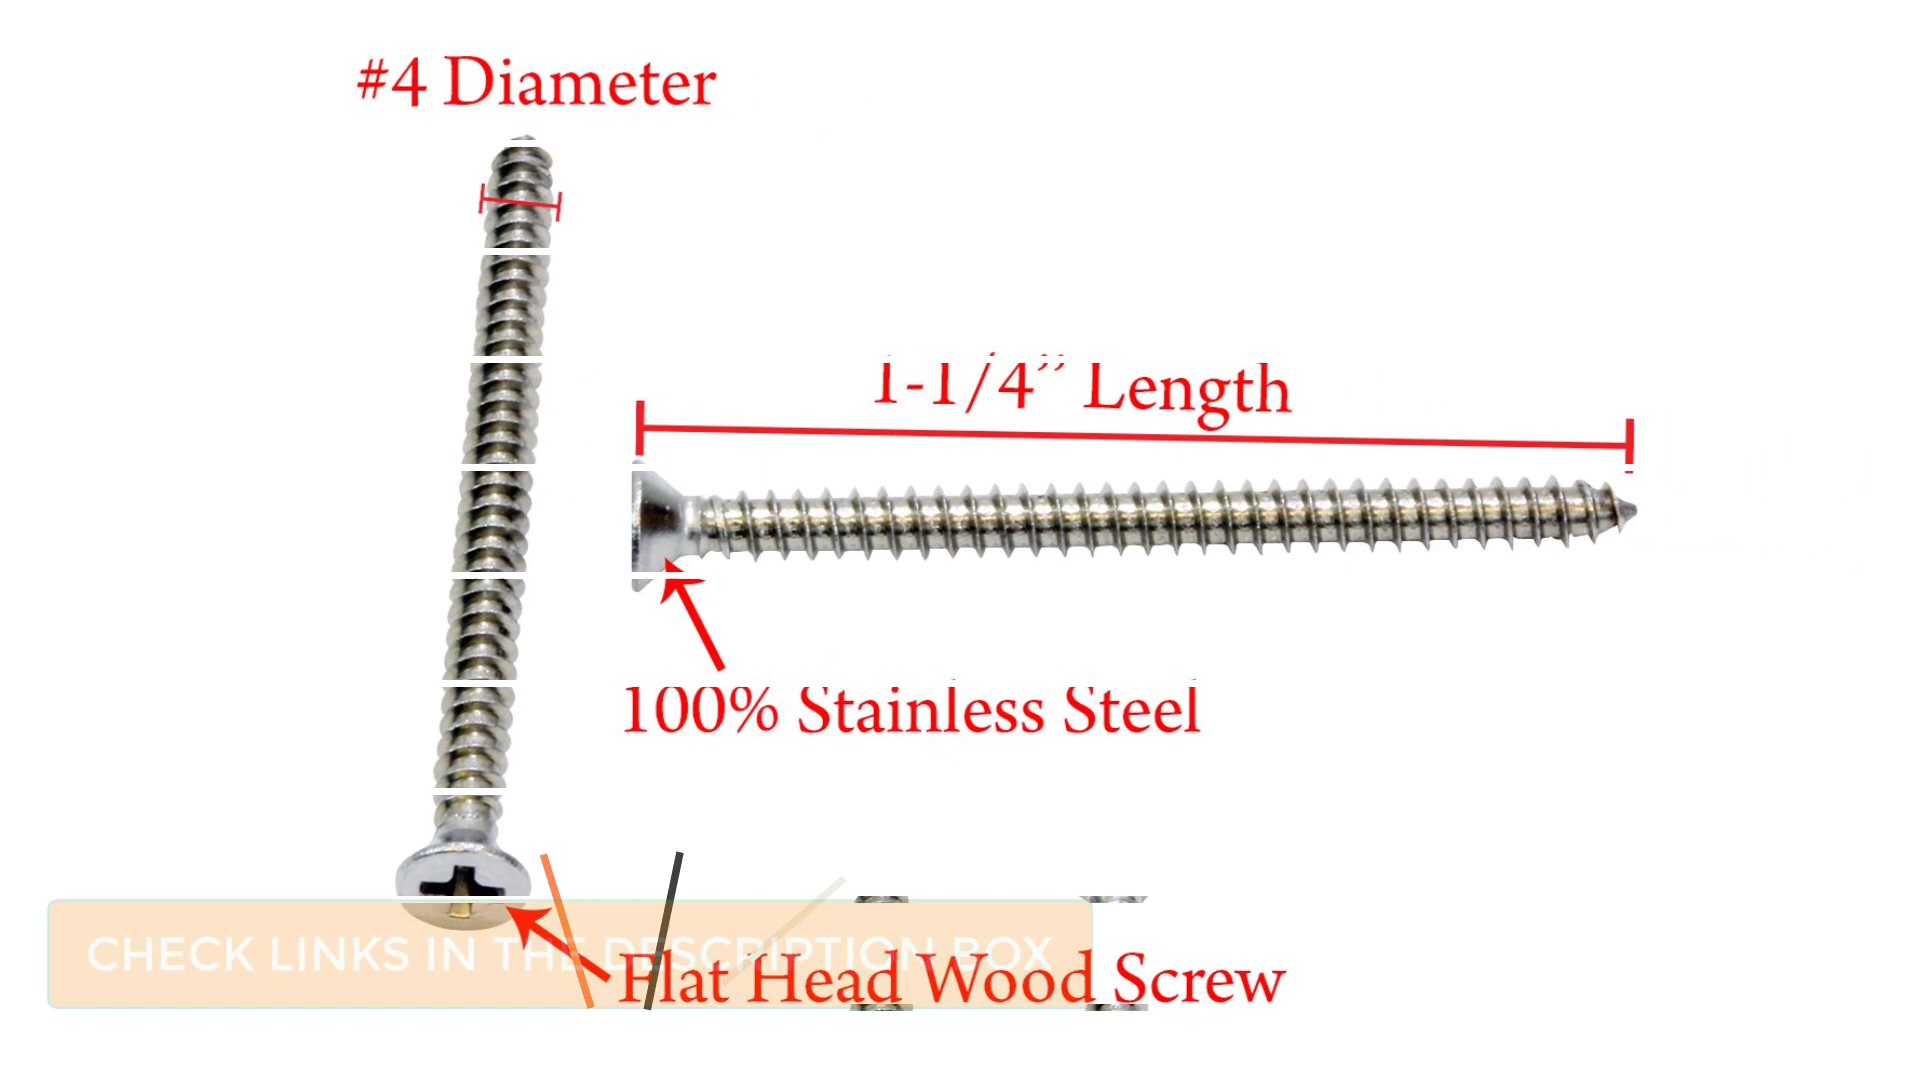 #4 Diameter
1-1/4” Length
100% Stainless Steel
CHECK LINKS IN THE DESCRIPTION BOX
Flat Head Wood Screw